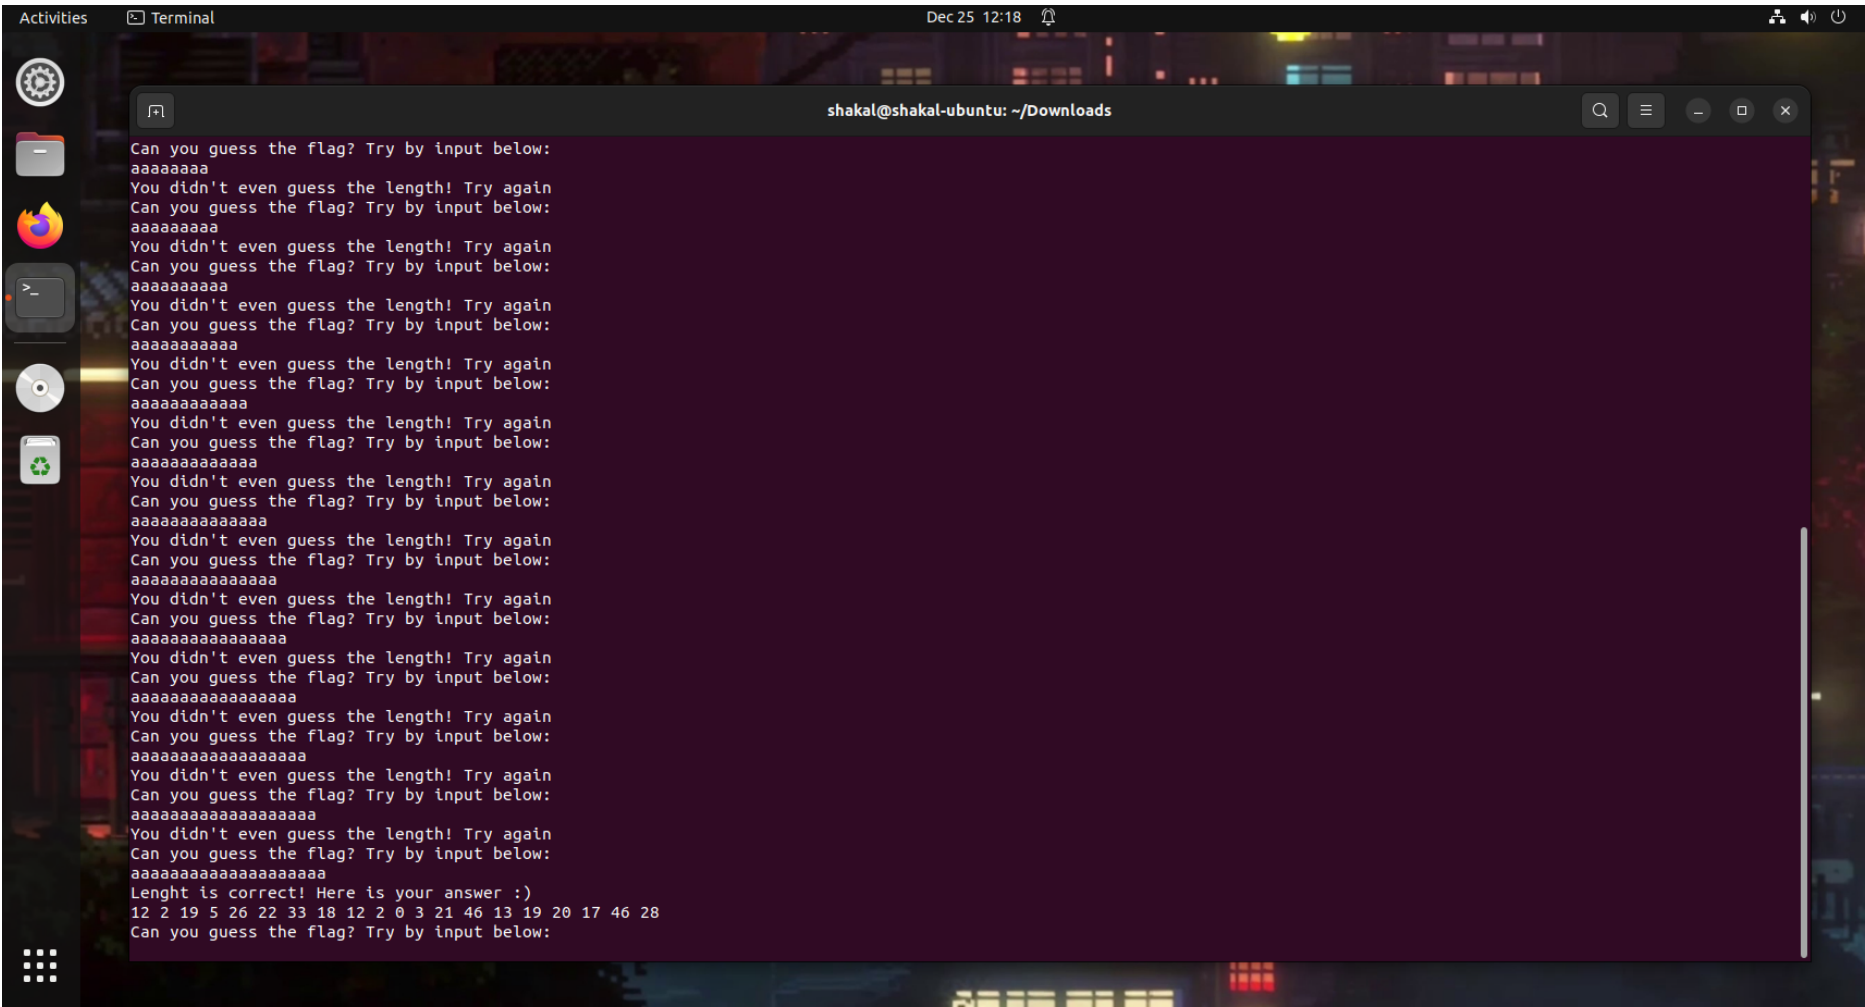 Activities Terminal Dec 25 12:18
shakal@shakal-ubuntu: ~/Downloads
Can you guess the flag? Try by input below:
aaaaaaaa
You didn't even guess the length! Try again
Can you guess the flag? Try by input below:
aaaaaaaaa
You didn't even guess the length! Try again
Can you guess the flag? Try by input below:
aaaaaaaaaa
You didn't even guess the length! Try again
Can you guess the flag? Try by input below:
aaaaaaaaaaa
You didn't even guess the length! Try again
Can you guess the flag? Try by input below:
aaaaaaaaaaaa
You didn't even guess the length! Try again
Can you guess the flag? Try by input below:
aaaaaaaaaaaaa
You didn't even guess the length! Try again
Can you guess the flag? Try by input below:
aaaaaaaaaaaaaa
You didn't even guess the length! Try again
Can you guess the flag? Try by input below:
aaaaaaaaaaaaaaa
You didn't even guess the length! Try again
Can you guess the flag? Try by input below:
aaaaaaaaaaaaaaaa
You didn't even guess the length! Try again
Can you guess the flag? Try by input below:
aaaaaaaaaaaaaaaaa
You didn't even guess the length! Try again
Can you guess the flag? Try by input below:
aaaaaaaaaaaaaaaaaa
You didn't even guess the length! Try again
Can you guess the flag? Try by input below:
aaaaaaaaaaaaaaaaaaa
You didn't even guess the length! Try again
Can you guess the flag? Try by input below:
aaaaaaaaaaaaaaaaaaaa
Lenght is correct! Here is your answer :)
12 2 19 5 26 22 33 18 12 2 0 3 21 46 13 19 20 17 46 28
Can you guess the flag? Try by input below: